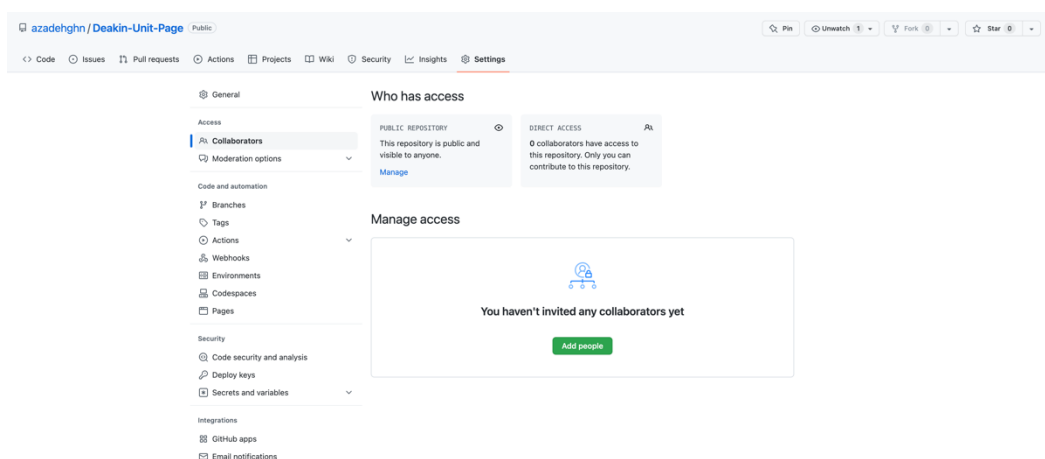 azadehghn / Deakin-Unit-Page Public
Pin Unwatch 1 Fork 0 Star 0
Code Issues Pull requests Actions Projects Wiki Security Insights Settings
General
Access
Collaborators
Moderation options
Code and automation
Branches
Tags
Actions
Webhooks
Environments
Codespaces
Pages
Security
Code security and analysis
Deploy keys
Secrets and variables
Integrations
GitHub apps
Email notifications
Who has access
PUBLIC REPOSITORY
This repository is public and
visible to anyone.
Manage
DIRECT ACCESS
0 collaborators have access to
this repository. Only you can
contribute to this repository.
Manage access
You haven't invited any collaborators yet
Add people